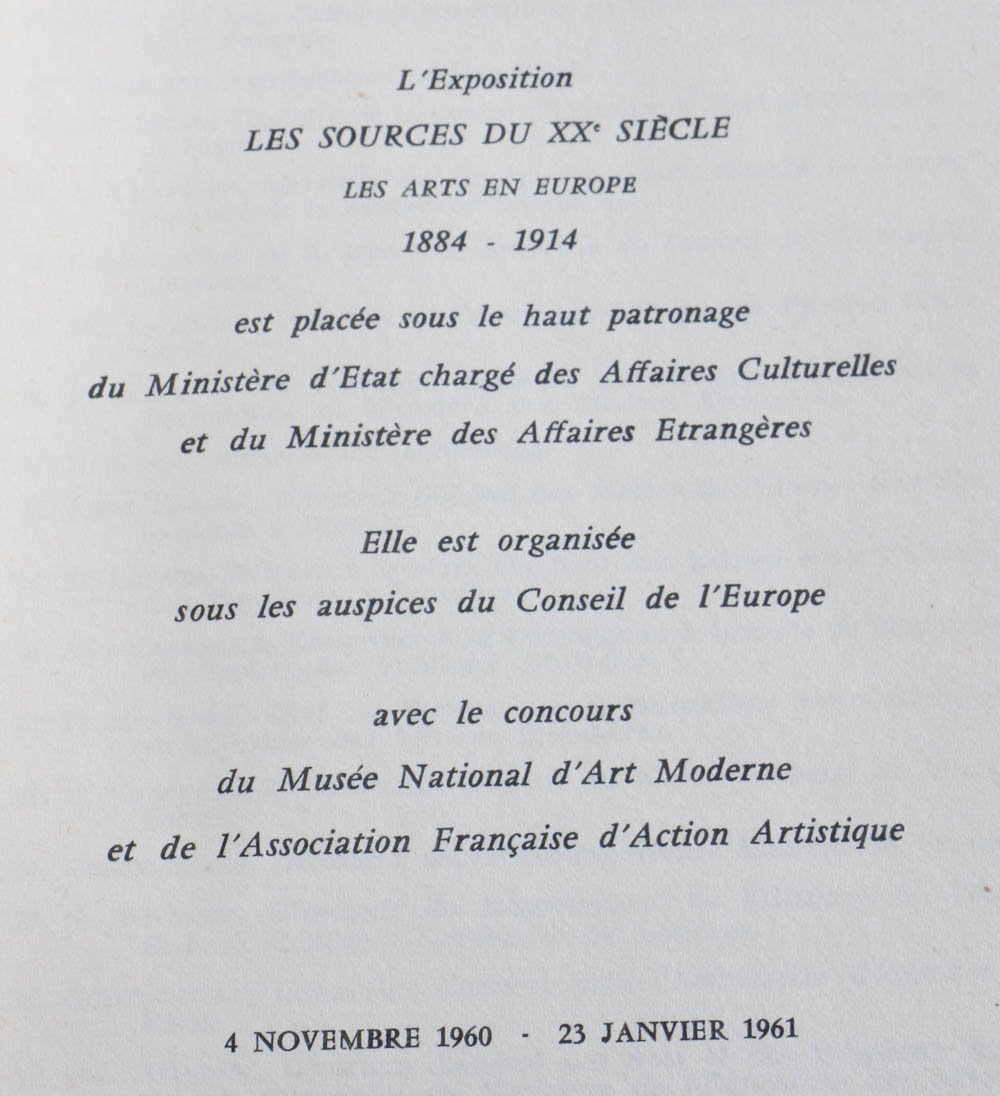 L'Exposition
LES SOURCES DU XXe SIÈCLE
LES ARTS EN EUROPE
1884 - 1914
est placée sous le haut patronage
du Ministère d'Etat chargé des Affaires Culturelles
et du Ministère des Affaires Etrangères
Elle est organisée
sous les auspices du Conseil de l'Europe
avec le concours
du Musée National d'Art Moderne
et de l'Association Française d'Action Artistique
4 NOVEMBRE 1960 - 23 JANVIER 1961